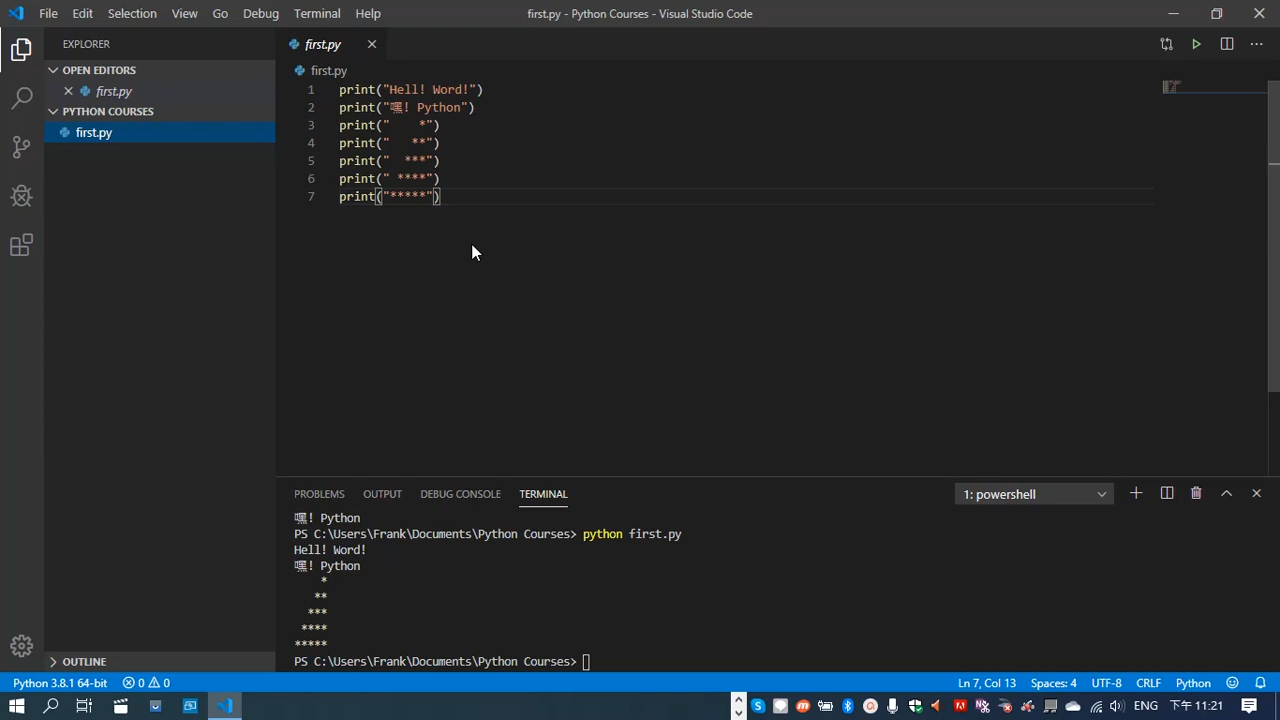 File Edit Selection View Go Debug Terminal Help first.py - Python Courses - Visual Studio Code
EXPLORER
OPEN EDITORS
first.py
PYTHON COURSES
first.py
OUTLINE
first.py
first.py
1 print("Hell! Word!")
2 print("嘿! Python")
3 print("    *")
4 print("   **")
5 print("  ***")
6 print(" ****")
7 print("*****")
PROBLEMS OUTPUT DEBUG CONSOLE TERMINAL 1: powershell
嘿! Python
PS C:\Users\Frank\Documents\Python Courses> python first.py
Hell! Word!
嘿! Python
    *
   **
  ***
 ****
*****
PS C:\Users\Frank\Documents\Python Courses>
Python 3.8.1 64-bit 0 0 Ln 7, Col 13 Spaces: 4 UTF-8 CRLF Python
ENG 下午 11:21